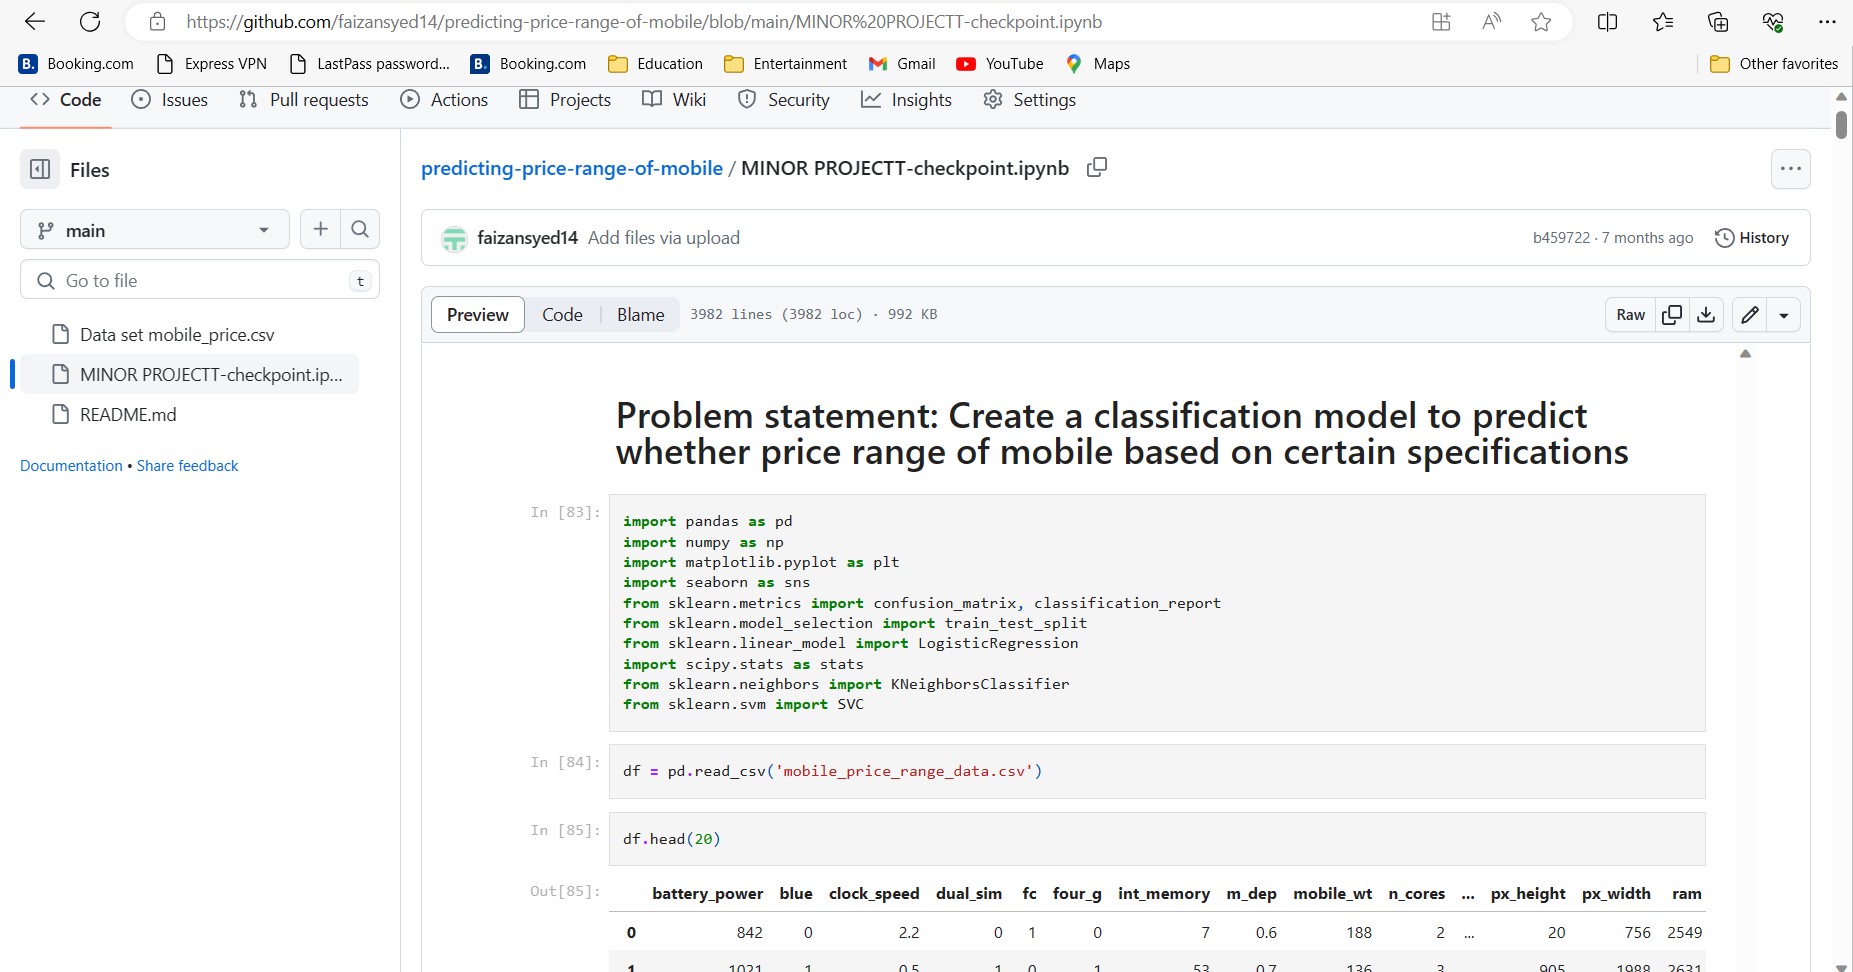 https://github.com/faizansyed14/predicting-price-range-of-mobile/blob/main/MINOR%20PROJECTT-checkpoint.ipynb
B. Booking.com Express VPN LastPass password... B. Booking.com Education Entertainment Gmail YouTube Maps Other favorites
Code Issues Pull requests Actions Projects Wiki Security Insights Settings
Files
main
Go to file t
Data set mobile_price.csv
MINOR PROJECTT-checkpoint.ip...
README.md
Documentation • Share feedback
predicting-price-range-of-mobile / MINOR PROJECTT-checkpoint.ipynb
faizansyed14 Add files via upload b459722 · 7 months ago History
Preview Code Blame 3982 lines (3982 loc) · 992 KB Raw
Problem statement: Create a classification model to predict
whether price range of mobile based on certain specifications
In [83]:
import pandas as pd
import numpy as np
import matplotlib.pyplot as plt
import seaborn as sns
from sklearn.metrics import confusion_matrix, classification_report
from sklearn.model_selection import train_test_split
from sklearn.linear_model import LogisticRegression
import scipy.stats as stats
from sklearn.neighbors import KNeighborsClassifier
from sklearn.svm import SVC
In [84]:
df = pd.read_csv('mobile_price_range_data.csv')
In [85]:
df.head(20)
Out[85]:
battery_power blue clock_speed dual_sim fc four_g int_memory m_dep mobile_wt n_cores ... px_height px_width ram
0 842 0 2.2 0 1 0 7 0.6 188 2 ... 20 756 2549
1 1021 1 0.5 1 0 1 53 0.7 136 3 ... 905 1988 2631